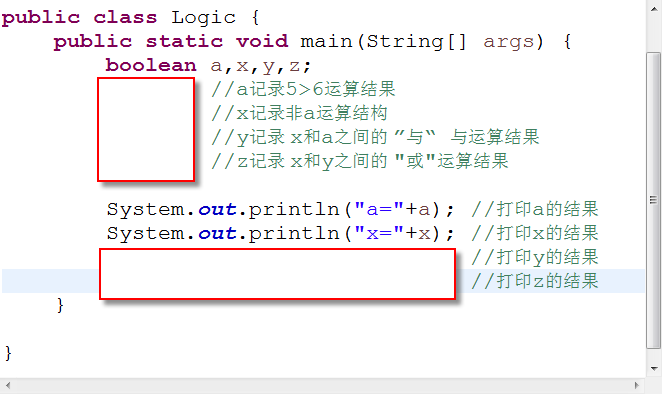 public class Logic {
public static void main(String[] args) {
boolean a,x,y,z;
//a记录5>6运算结果
//x记录非a运算结构
//y记录 x和a之间的 ”与“ 与运算结果
//z记录 x和y之间的 "或"运算结果
System.out.println("a="+a); //打印a的结果
System.out.println("x="+x); //打印x的结果
//打印y的结果
//打印z的结果
}
}